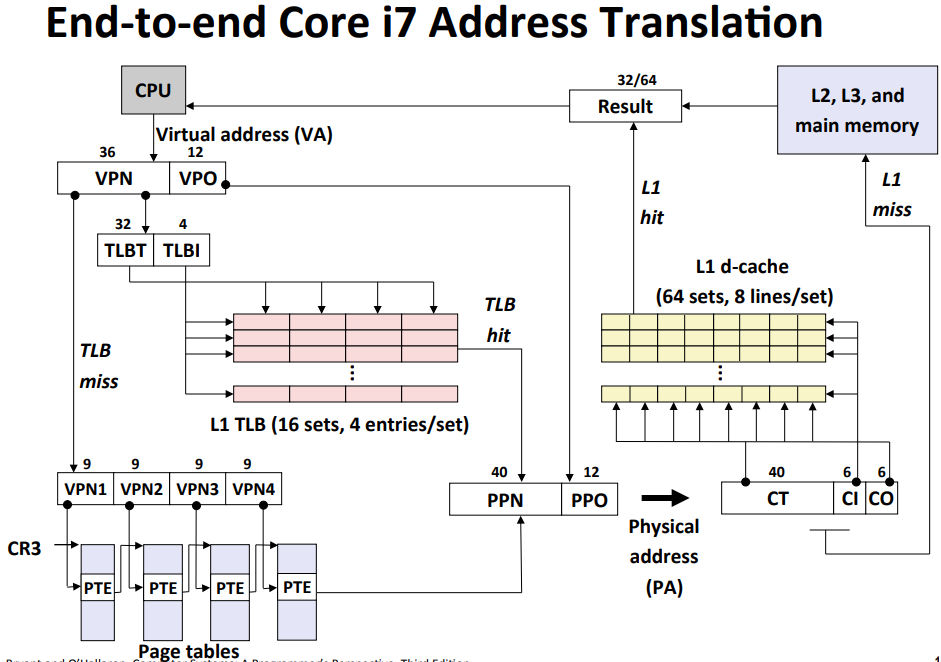 End-to-end Core i7 Address Translation
CPU
32/64
Result
L2, L3, and
main memory
Virtual address (VA)
36 12
VPN VPO
L1
hit
L1
miss
32 4
TLBT TLBI
L1 d-cache
(64 sets, 8 lines/set)
TLB
hit
TLB
miss
...
...
L1 TLB (16 sets, 4 entries/set)
9 9 9 9
VPN1 VPN2 VPN3 VPN4
40 12
PPN PPO
40 6 6
CT CI CO
Physical
address
(PA)
CR3
PTE PTE PTE PTE
Page tables
Bryant and O'Hallaron, Computer Systems: A Programmer's Perspective, Third Edition
1